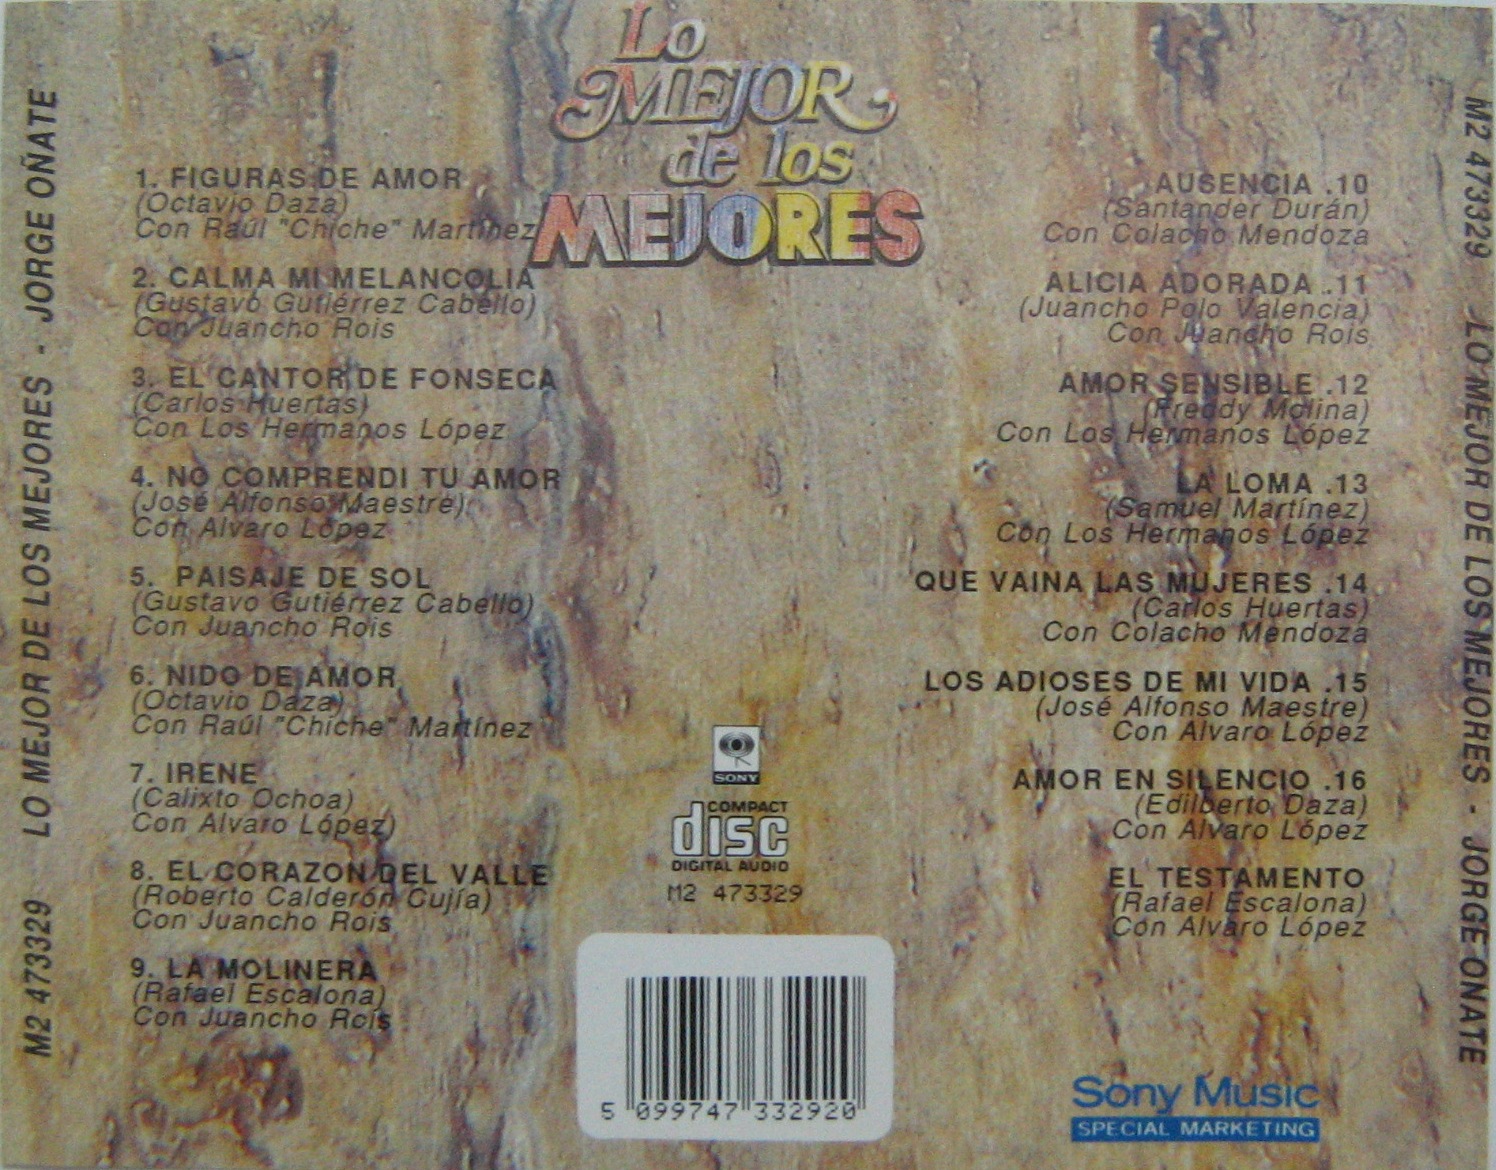 Lo
MEJOR
de los
MEJORES
1. FIGURAS DE AMOR
(Octavio Daza)
Con Raúl "Chiche" Martínez
2. CALMA MI MELANCOLIA
(Gustavo Gutiérrez Cabello)
Con Juancho Rois
3. EL CANTOR DE FONSECA
(Carlos Huertas)
Con Los Hermanos López
4. NO COMPRENDI TU AMOR
(José Alfonso Maestre)
Con Alvaro López
5. PAISAJE DE SOL
(Gustavo Gutiérrez Cabello)
Con Juancho Rois
6. NIDO DE AMOR
(Octavio Daza)
Con Raúl "Chiche" Martínez
7. IRENE
(Calixto Ochoa)
Con Alvaro López)
8. EL CORAZON DEL VALLE
(Roberto Calderón Cujía)
Con Juancho Rois
9. LA MOLINERA
(Rafael Escalona)
Con Juancho Rois
AUSENCIA .10
(Santander Durán)
Con Colacho Mendoza
ALICIA ADORADA .11
(Juancho Polo Valencia)
Con Juancho Rois
AMOR SENSIBLE .12
(Freddy Molina)
Con Los Hermanos López
LA LOMA .13
(Samuel Martínez)
Con Los Hermanos López
QUE VAINA LAS MUJERES .14
(Carlos Huertas)
Con Colacho Mendoza
LOS ADIOSES DE MI VIDA .15
(José Alfonso Maestre)
Con Alvaro López
AMOR EN SILENCIO .16
(Edilberto Daza)
Con Alvaro López
EL TESTAMENTO
(Rafael Escalona)
Con Alvaro López
SONY
COMPACT
disc
DIGITAL AUDIO
M2 473329
5 099747 332920
Sony Music
SPECIAL MARKETING
M2 473329 LO MEJOR DE LOS MEJORES - JORGE OÑATE
M2 473329 LO MEJOR DE LOS MEJORES - JORGE OÑATE